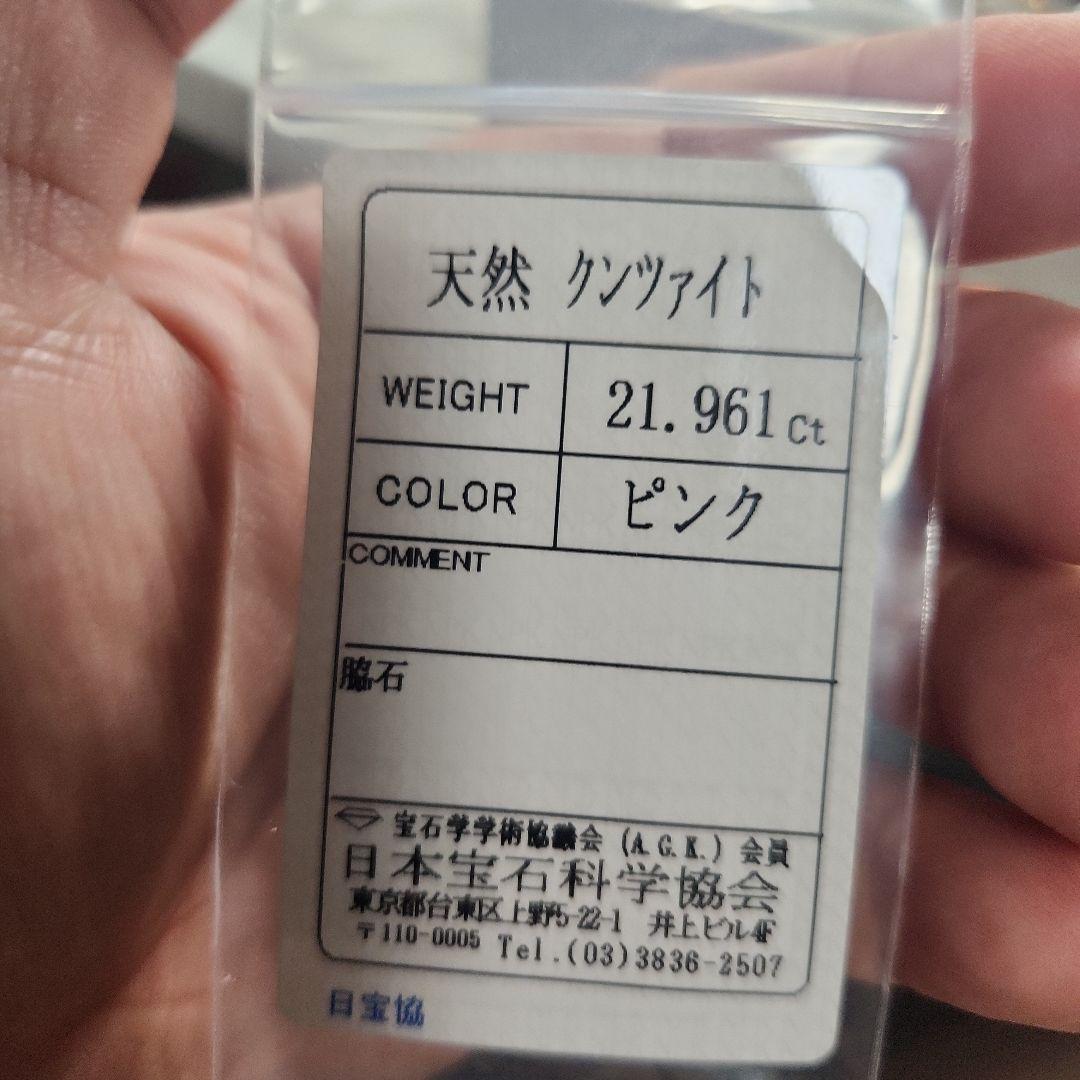 天然 クンツァイト
WEIGHT 21.961 Ct
COLOR ピンク
COMMENT
脇石
宝石学学術協議会 (A.G.K.) 会員
日本宝石科学協会
東京都台東区上野5-22-1 井上ビル4F
〒110-0005 Tel.(03)3836-2507
日宝協